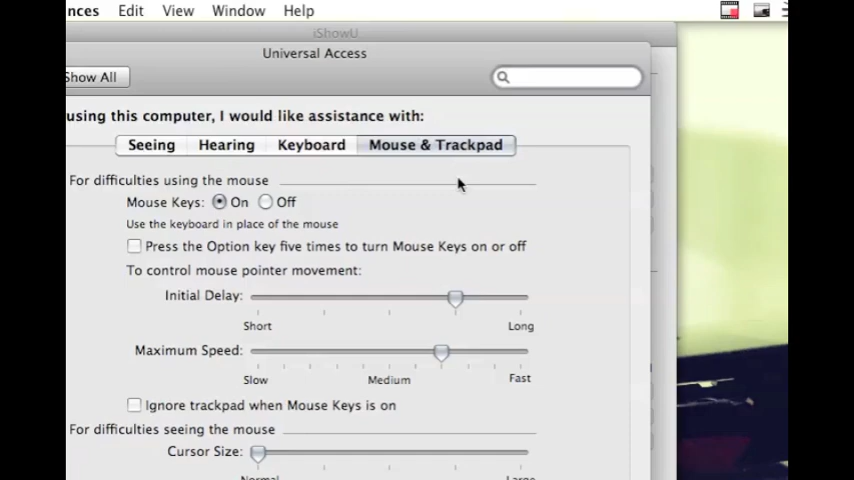 nces Edit View Window Help
iShowU
Universal Access
Show All
using this computer, I would like assistance with:
Seeing Hearing Keyboard Mouse & Trackpad
For difficulties using the mouse
Mouse Keys: On Off
Use the keyboard in place of the mouse
Press the Option key five times to turn Mouse Keys on or off
To control mouse pointer movement:
Initial Delay:
Short Long
Maximum Speed:
Slow Medium Fast
Ignore trackpad when Mouse Keys is on
For difficulties seeing the mouse
Cursor Size:
Normal Large